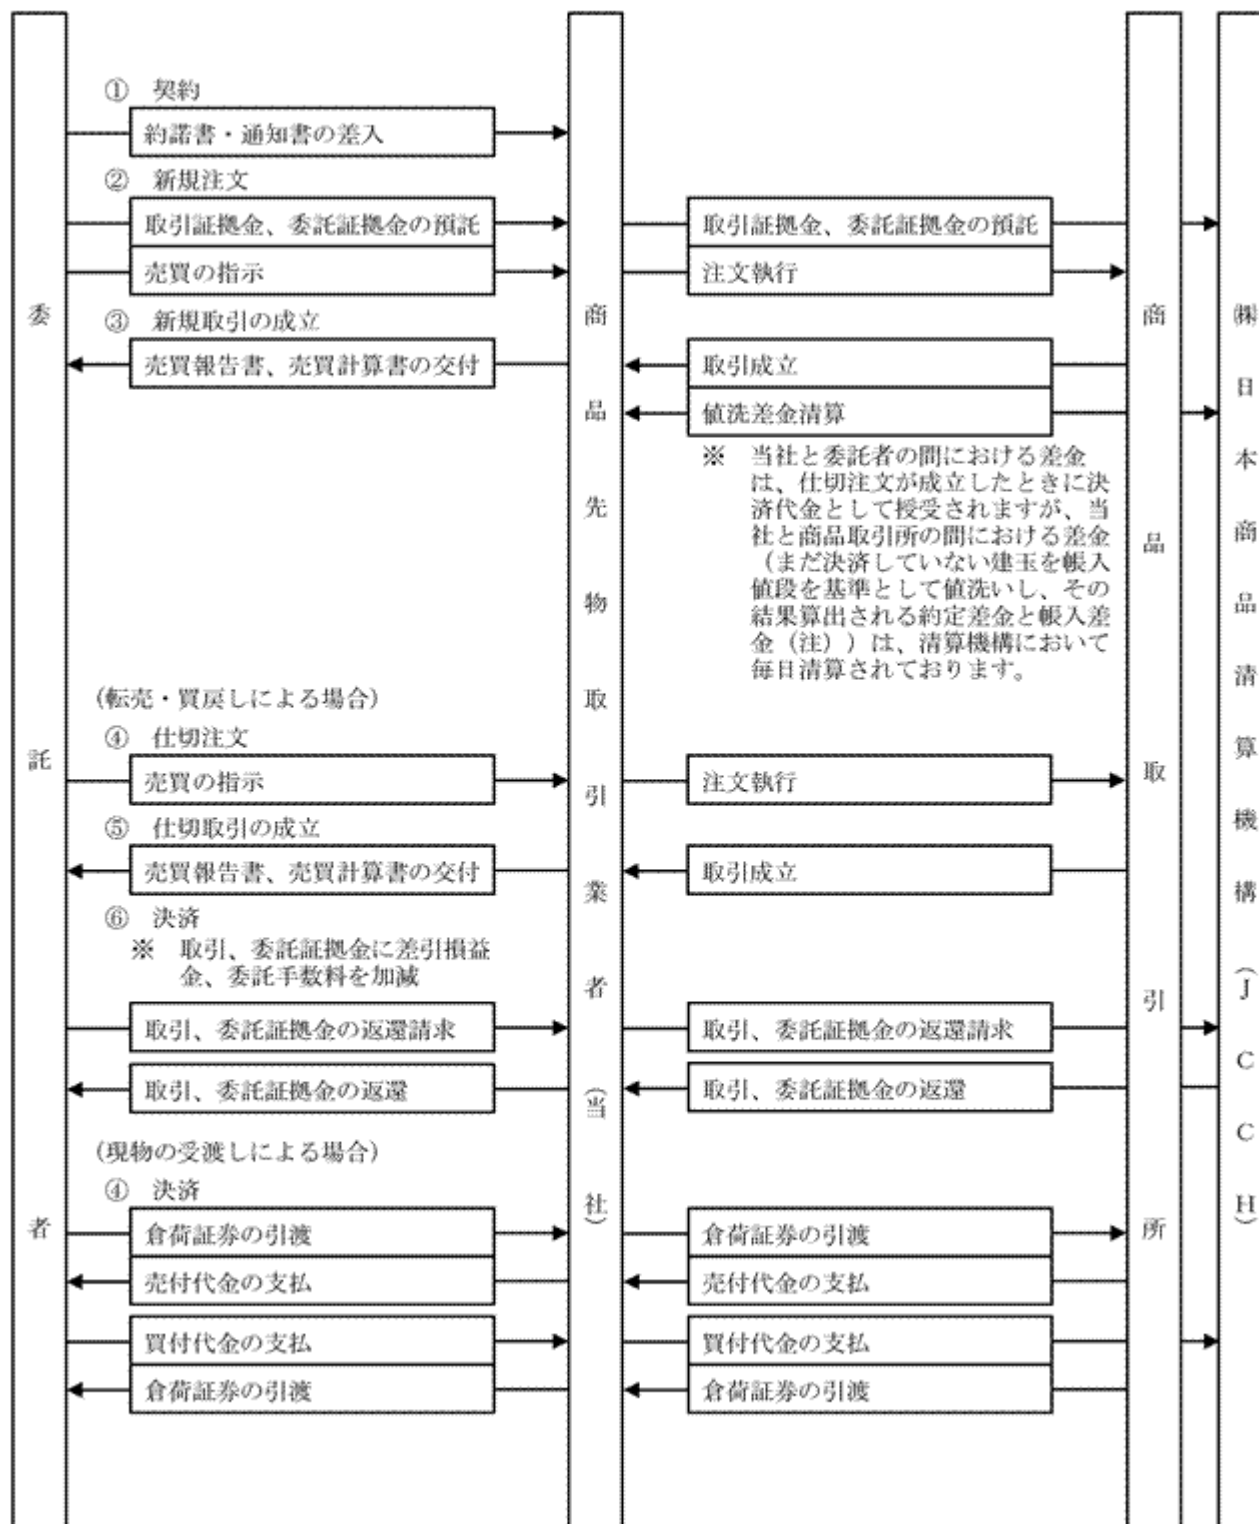 ① 契約
約諾書・通知書の差入
② 新規注文
取引証拠金、委託証拠金の預託
取引証拠金、委託証拠金の預託
売買の指示
注文執行
③ 新規取引の成立
売買報告書、売買計算書の交付
取引成立
値洗差金清算
※ 当社と委託者の間における差金
は、仕切注文が成立したときに決
済代金として授受されますが、当
社と商品取引所の間における差金
（まだ決済していない建玉を帳入
値段を基準として値洗いし、その
結果算出される約定差金と帳入差
金（注））は、清算機構において
毎日清算されております。
(転売・買戻しによる場合)
④ 仕切注文
売買の指示
注文執行
⑤ 仕切取引の成立
売買報告書、売買計算書の交付
取引成立
⑥ 決済
※ 取引、委託証拠金に差引損益
金、委託手数料を加減
取引、委託証拠金の返還請求
取引、委託証拠金の返還請求
取引、委託証拠金の返還
取引、委託証拠金の返還
(現物の受渡しによる場合)
④ 決済
倉荷証券の引渡
倉荷証券の引渡
売付代金の支払
売付代金の支払
買付代金の支払
買付代金の支払
倉荷証券の引渡
倉荷証券の引渡
委託者
商品先物取引業者（当社）
商品取引所
㈱日本商品清算機構（ＪＣＣＨ）